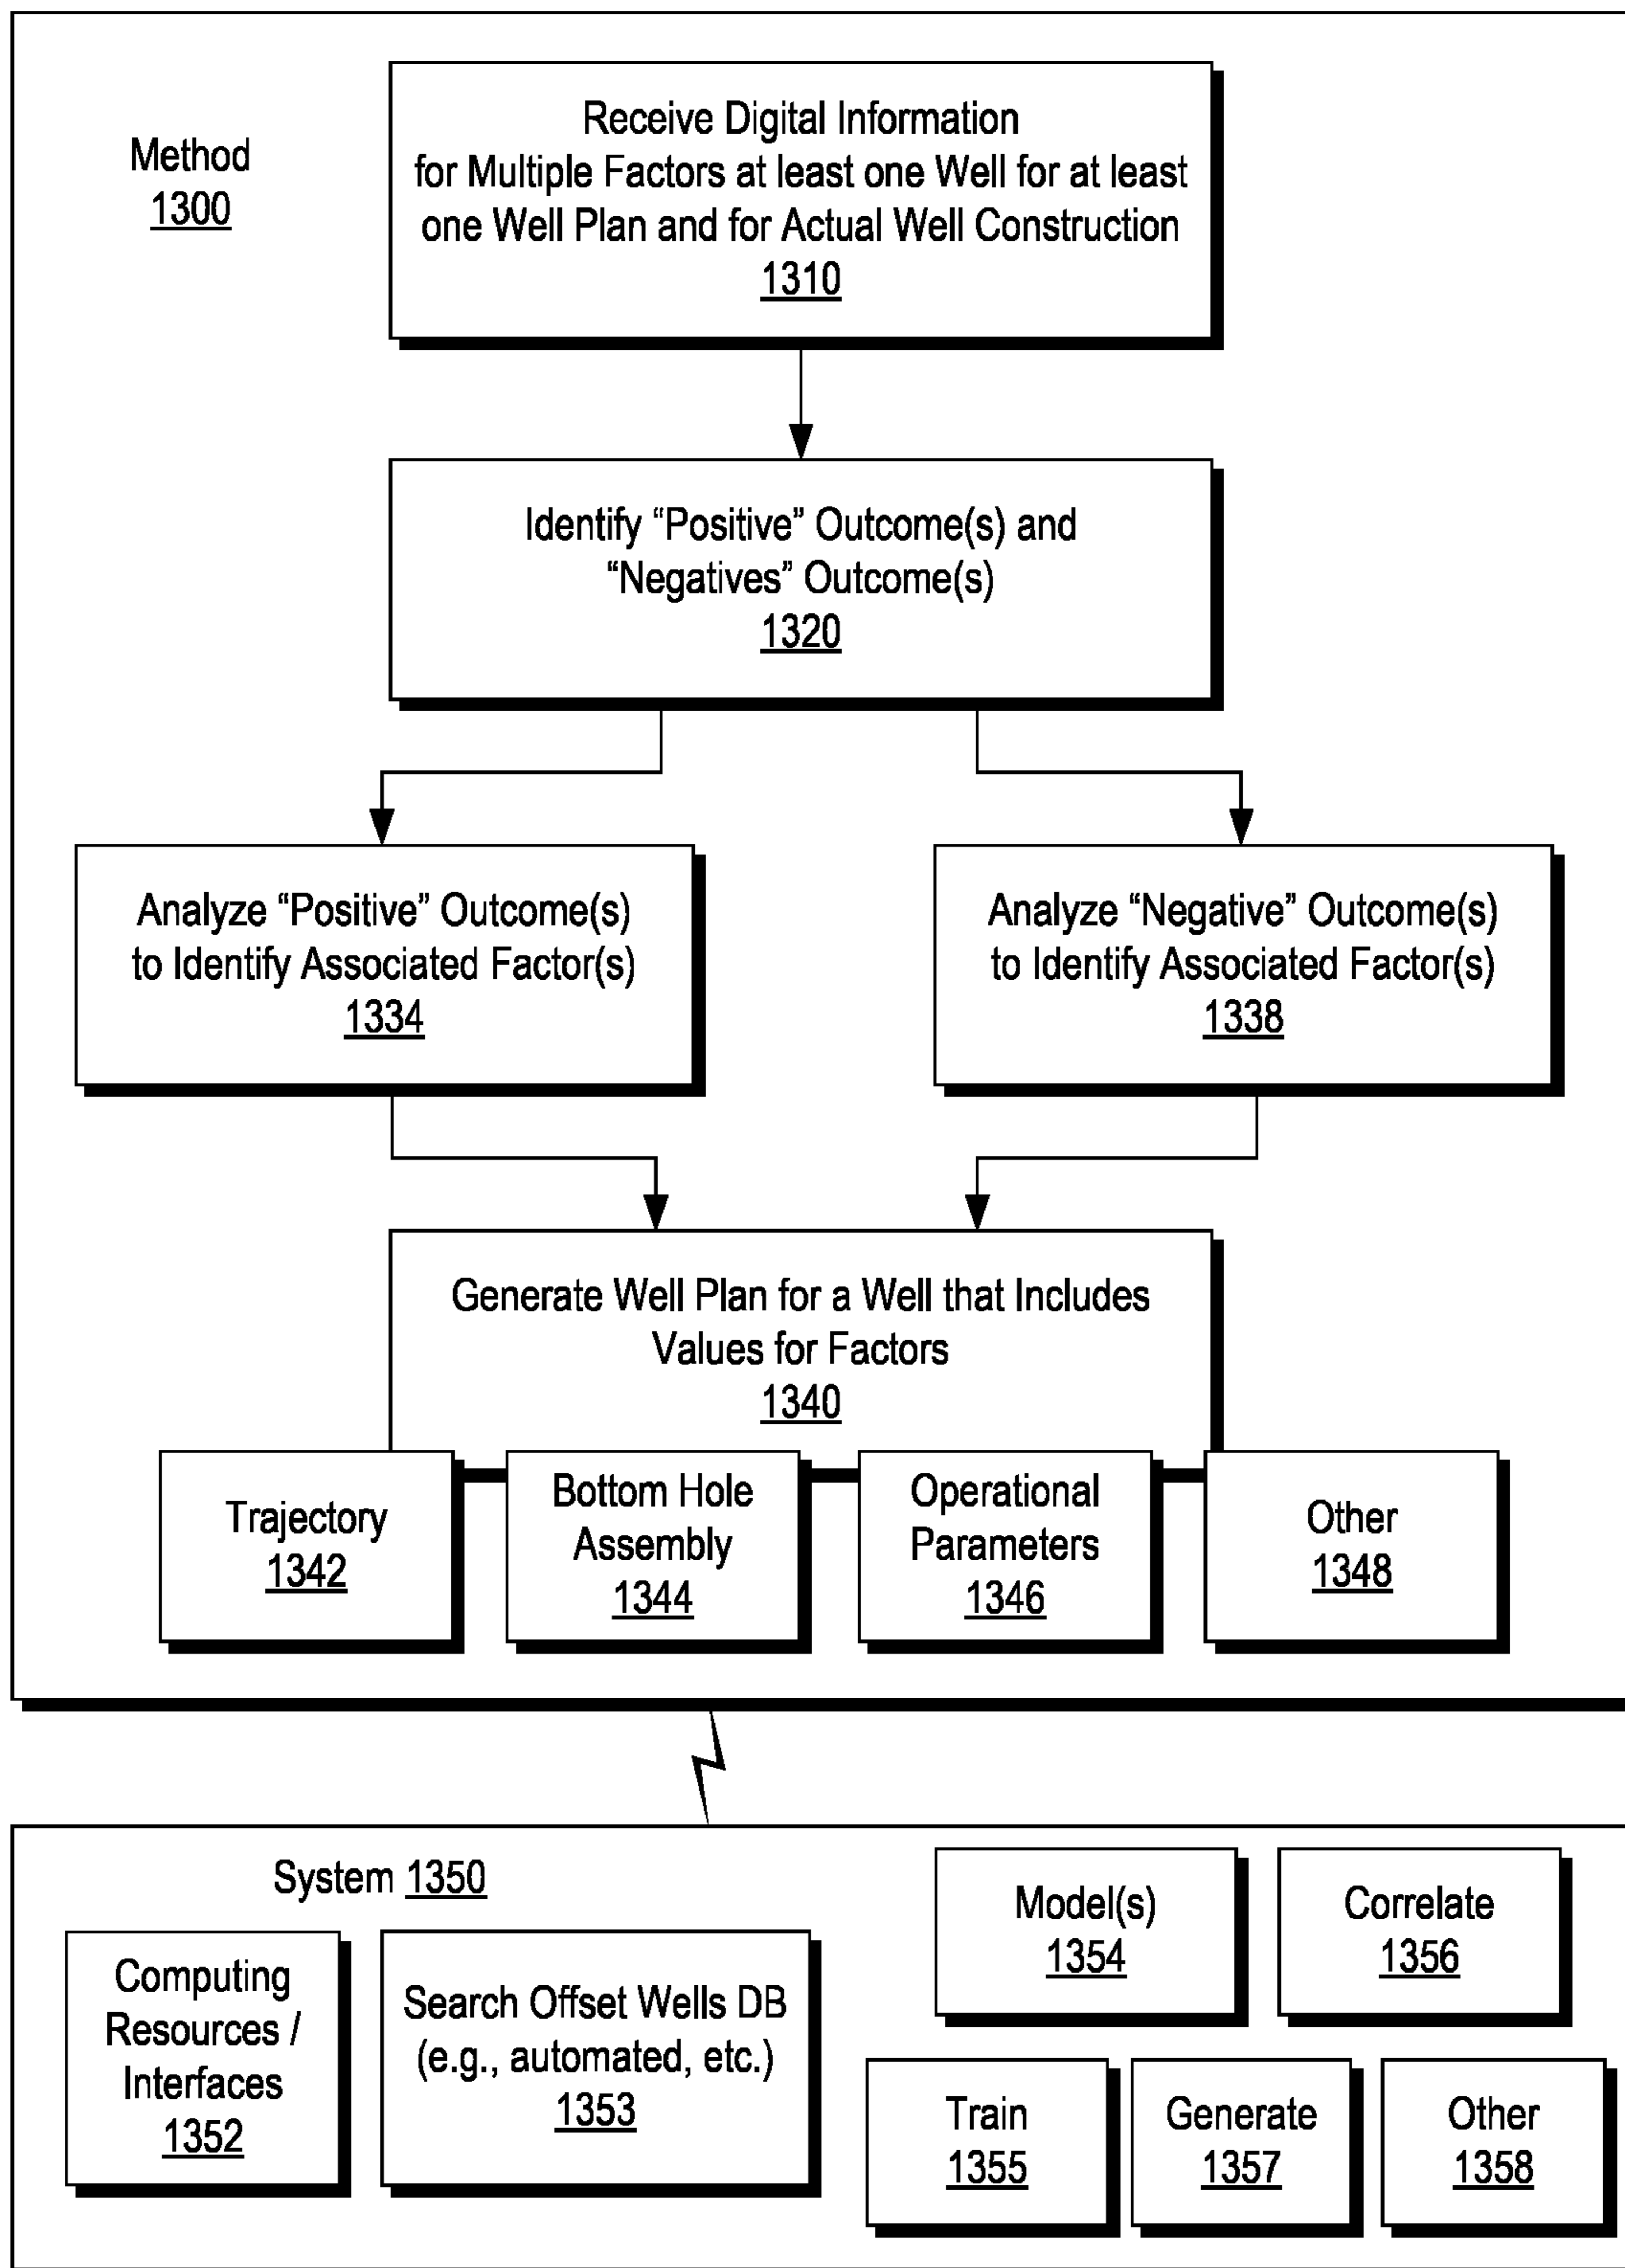 Method
1300
Receive Digital Information
for Multiple Factors at least one Well for at least
one Well Plan and for Actual Well Construction
1310
Identify “Positive” Outcome(s) and
“Negatives” Outcome(s)
1320
Analyze “Positive” Outcome(s)
to Identify Associated Factor(s)
1334
Analyze “Negative” Outcome(s)
to Identify Associated Factor(s)
1338
Generate Well Plan for a Well that Includes
Values for Factors
1340
Trajectory
1342
Bottom Hole
Assembly
1344
Operational
Parameters
1346
Other
1348
System 1350
Computing
Resources /
Interfaces
1352
Search Offset Wells DB
(e.g., automated, etc.)
1353
Model(s)
1354
Correlate
1356
Train
1355
Generate
1357
Other
1358